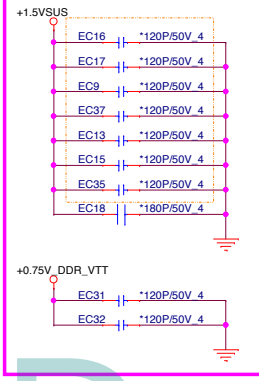 +1.5VSUS
EC16 *120P/50V_4
EC17 *120P/50V_4
EC9 *120P/50V_4
EC37 *120P/50V_4
EC13 *120P/50V_4
EC15 *120P/50V_4
EC35 *120P/50V_4
EC18 *180P/50V_4
+0.75V_DDR_VTT
EC31 *120P/50V_4
EC32 *120P/50V_4